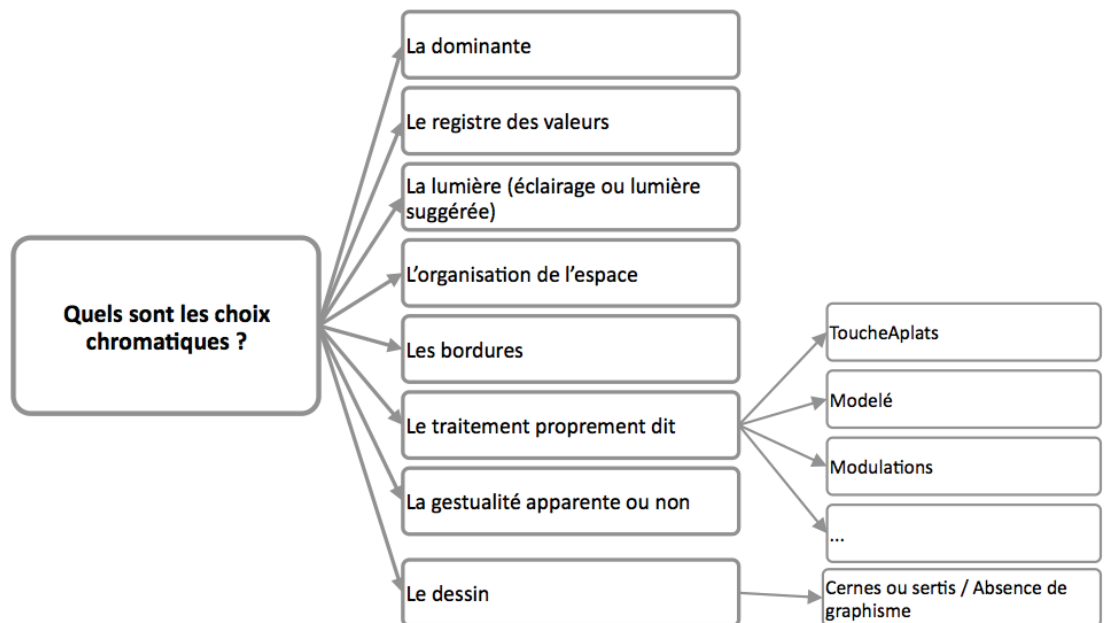 La dominante
Le registre des valeurs
La lumière (éclairage ou lumière
suggérée)
L’organisation de l’espace
Quels sont les choix
chromatiques ?
Les bordures
Le traitement proprement dit
La gestualité apparente ou non
Le dessin
ToucheAplats
Modelé
Modulations
...
Cernes ou sertis / Absence de
graphisme